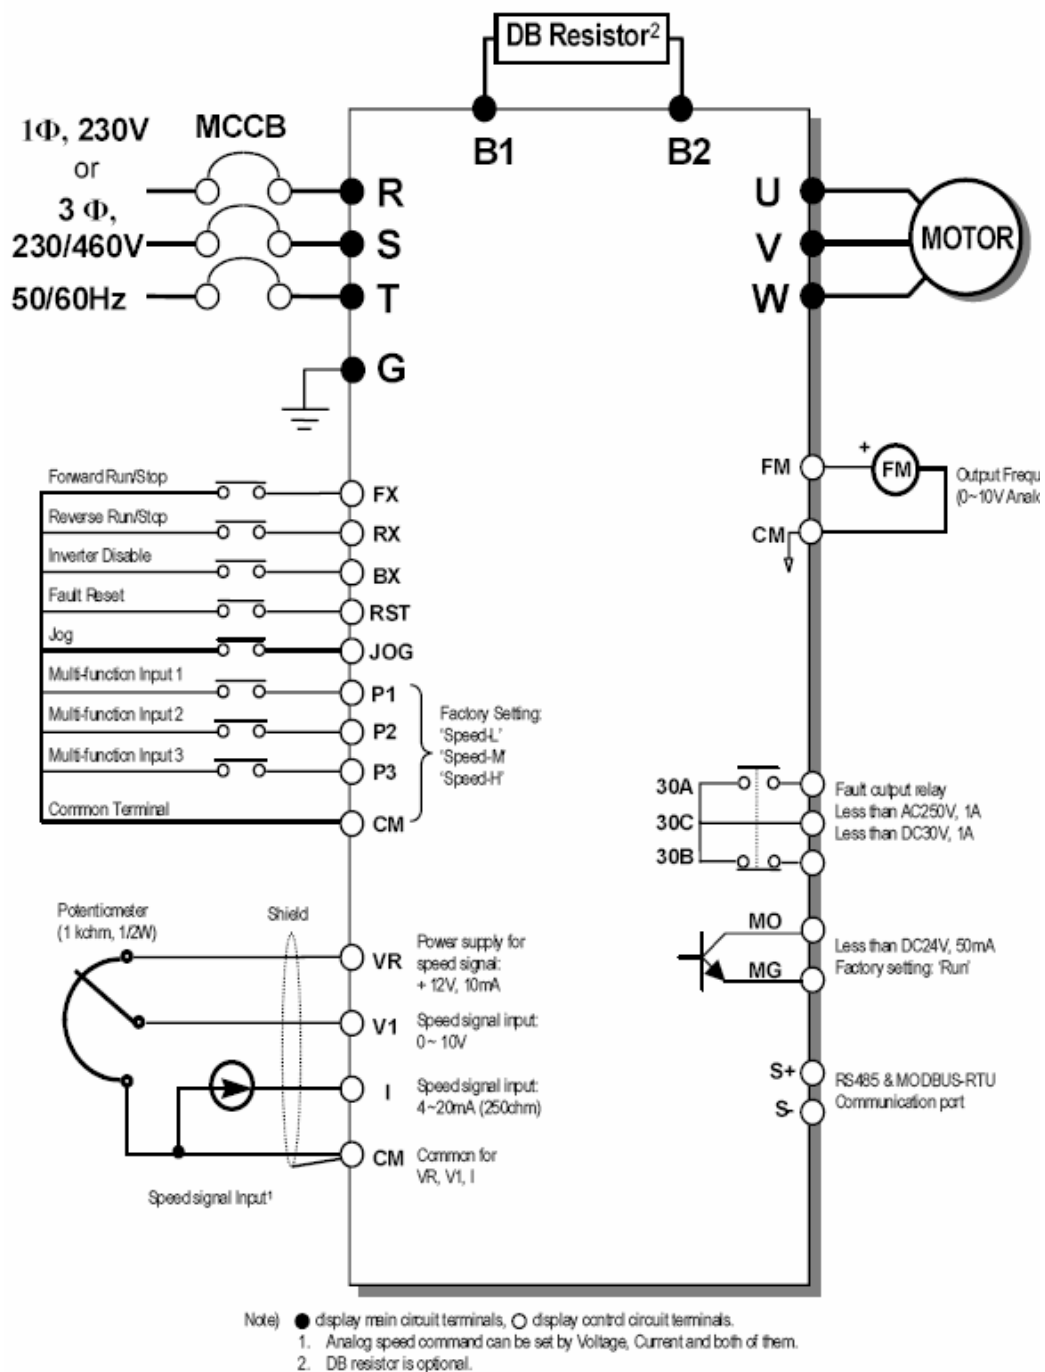 DB Resistor²
B1
B2
1Φ, 230V
or
3 Φ,
230/460V
50/60Hz
MCCB
R
S
T
G
U
V
W
MOTOR
Forward Run/Stop
FX
Reverse Run/Stop
RX
Inverter Disable
BX
Fault Reset
RST
Jog
JOG
Multi-function Input 1
P1
Multi-function Input 2
P2
Multi-function Input 3
P3
Common Terminal
CM
Factory Setting:
'Speed-L'
'Speed-M'
'Speed-H'
FM
+
FM
CM
Output Frequ
(0~10V Analo
30A
30C
30B
Fault output relay
Less than AC250V, 1A
Less than DC30V, 1A
MO
MG
Less than DC24V, 50mA
Factory setting: 'Run'
S+
S-
RS485 & MODBUS-RTU
Communication port
Potentiometer
(1 kohm, 1/2W)
Shield
VR
Power supply for
speed signal:
+ 12V, 10mA
V1
Speed signal input:
0 ~ 10V
I
Speed signal input:
4~20mA (250ohm)
CM
Common for
VR, V1, I
Speed signal Input¹
Note) ● display main circuit terminals, ○ display control circuit terminals.
1. Analog speed command can be set by Voltage, Current and both of them.
2. DB resistor is optional.